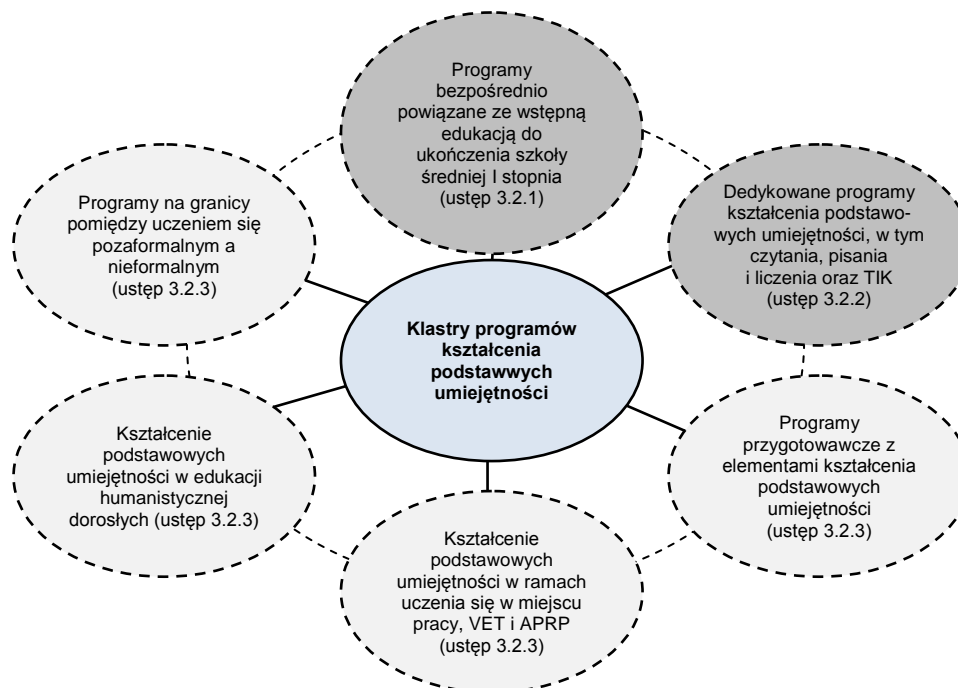 Programy
bezpośrednio
powiązane ze wstępną
edukacją do
ukończenia szkoły
średniej I stopnia
(ustęp 3.2.1)
Programy na granicy
pomiędzy uczeniem się
pozaformalnym a
nieformalnym
(ustęp 3.2.3)
Dedykowane programy
kształcenia podstawo-
wych umiejętności, w tym
czytania, pisania
i liczenia oraz TIK
(ustęp 3.2.2)
Klastry programów
kształcenia
podstawwych
umiejętności
Kształcenie
podstawowych
umiejętności w edukacji
humanistycznej
dorosłych (ustęp 3.2.3)
Programy
przygotowawcze z
elementami kształcenia
podstawowych
umiejętności
(ustęp 3.2.3)
Kształcenie
podstawowych
umiejętności w ramach
uczenia się w miejscu
pracy, VET i APRP
(ustęp 3.2.3)